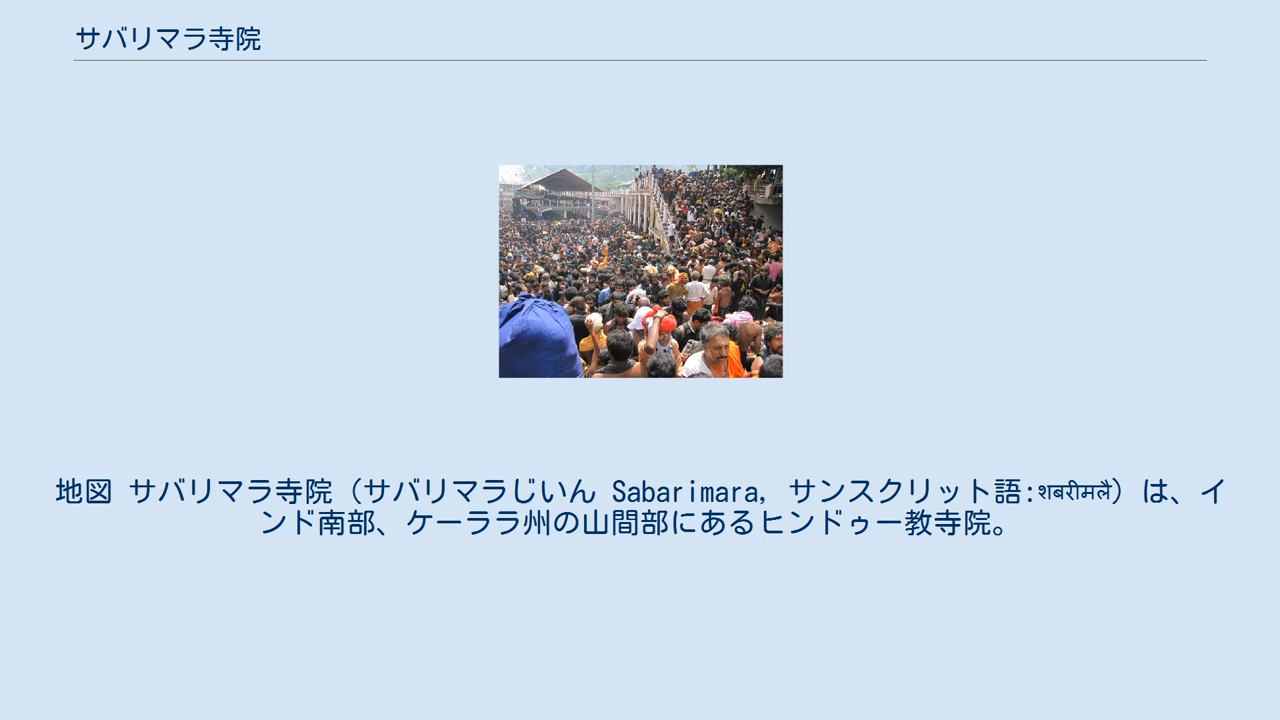 サバリマラ寺院
地図 サバリマラ寺院（サバリマラじいん Sabarimara, サンスクリット語:शबरीमलै）は、イ
ンド南部、ケーララ州の山間部にあるヒンドゥー教寺院。